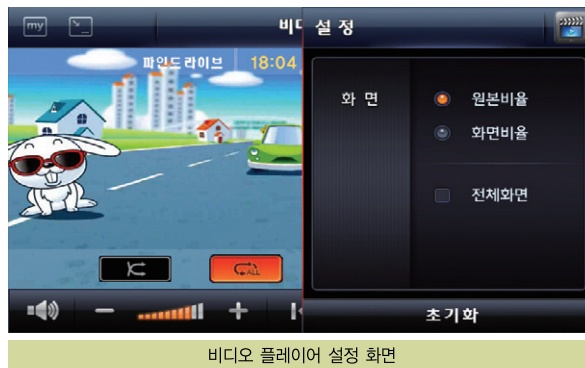 my
비디
설 정
파인드라이브 18:04
화 면
원본비율
화면비율
전체화면
ALL
초기화
비디오 플레이어 설정 화면